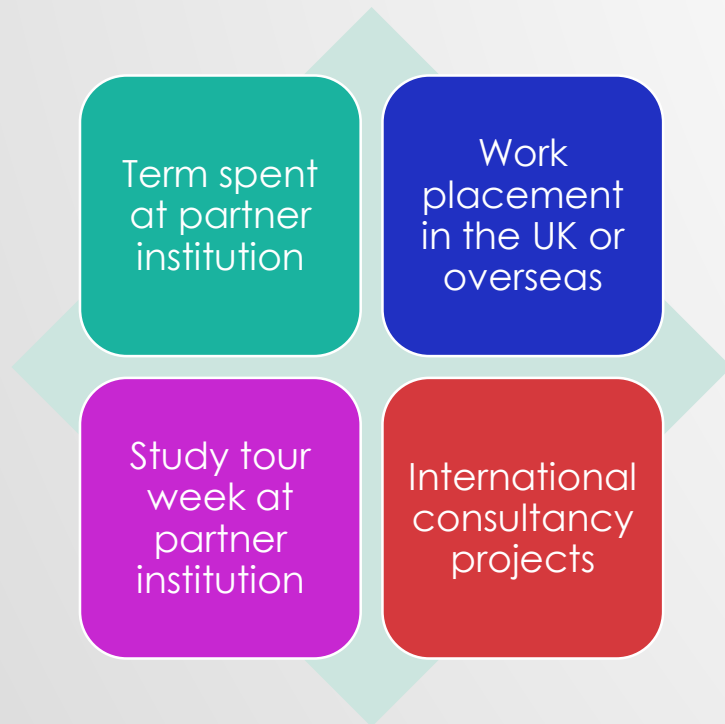 Term spent
at partner
institution
Work
placement
in the UK or
overseas
Study tour
week at
partner
institution
International
consultancy
projects